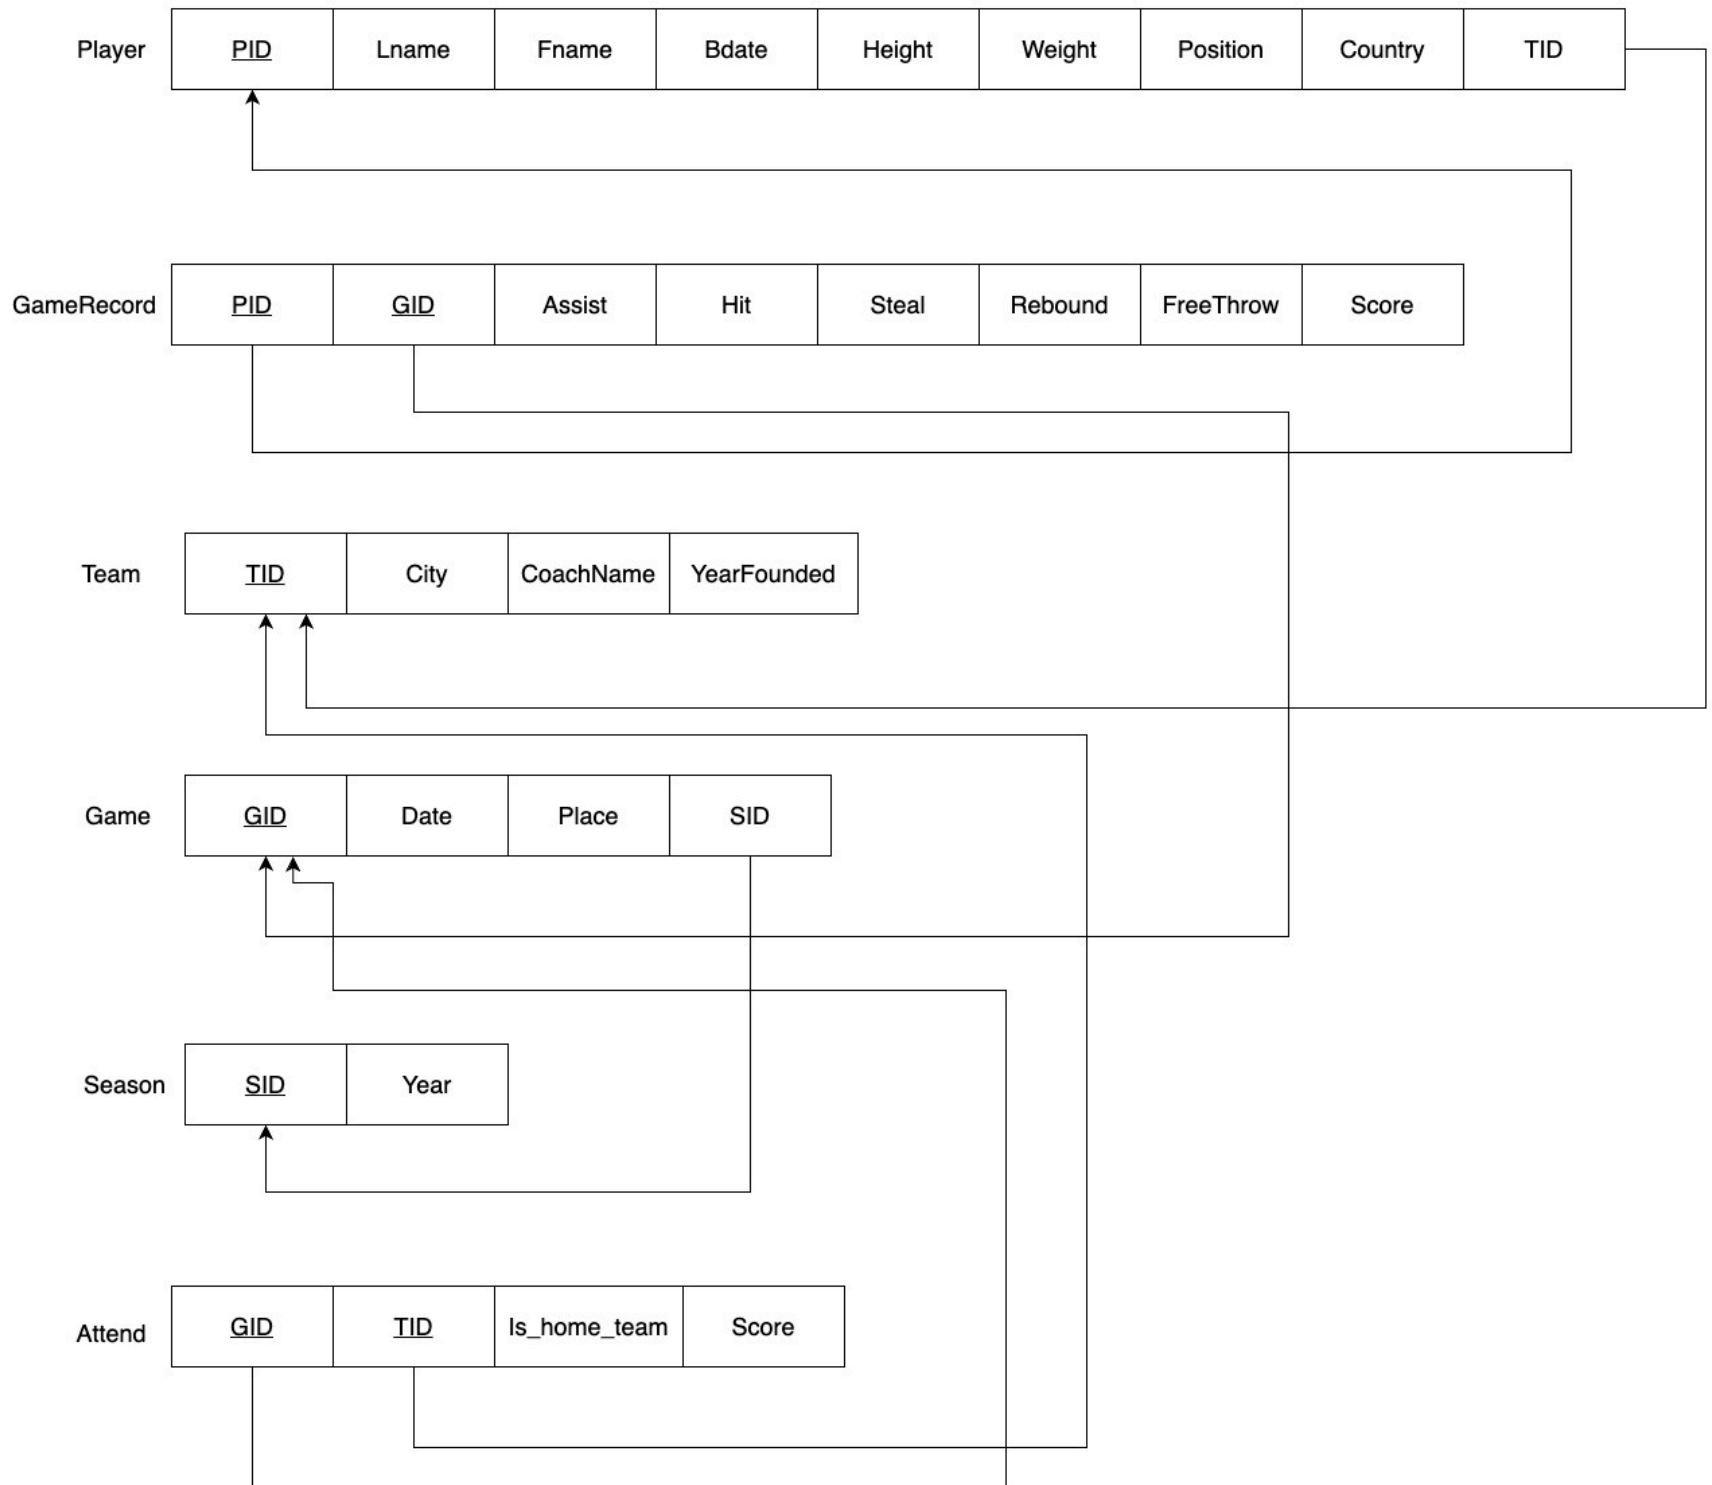 Player PID Lname Fname Bdate Height Weight Position Country TID
GameRecord PID GID Assist Hit Steal Rebound FreeThrow Score
Team TID City CoachName YearFounded
Game GID Date Place SID
Season SID Year
Attend GID TID Is_home_team Score